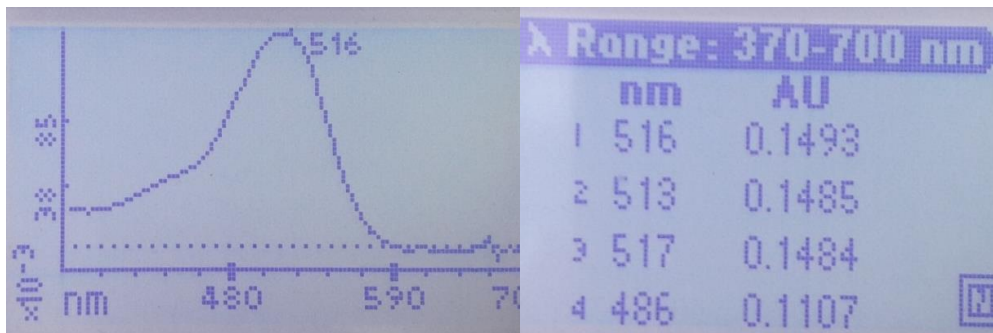 516
85
38
x10-3
nm 480 590 70
λ Range: 370-700 nm
nm AU
1 516 0.1493
2 513 0.1485
3 517 0.1484
4 486 0.1107